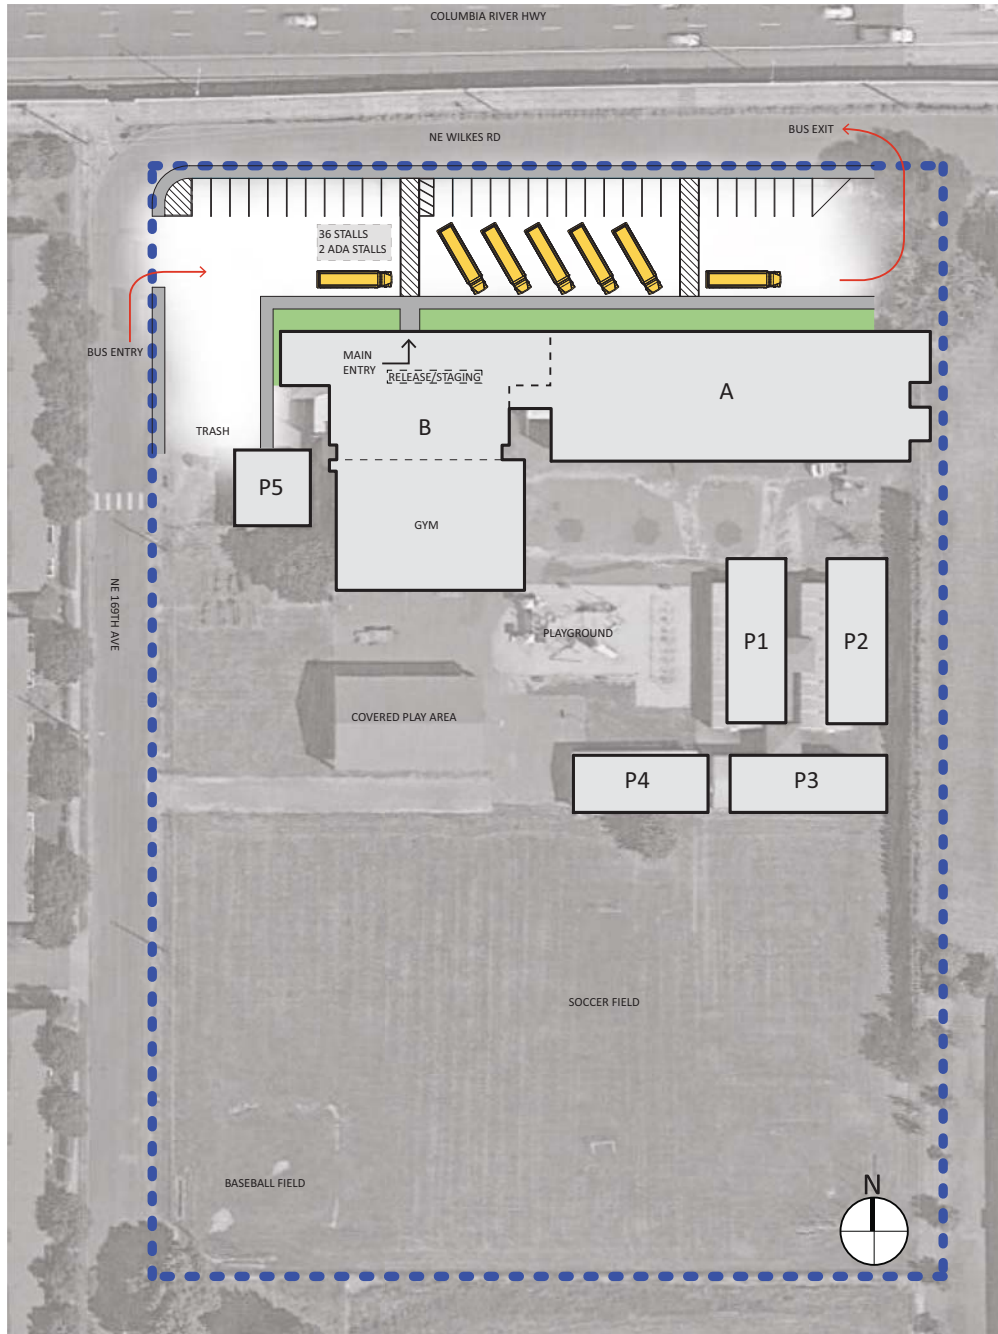 COLUMBIA RIVER HWY
NE WILKES RD
BUS EXIT
36 STALLS
2 ADA STALLS
BUS ENTRY
MAIN
ENTRY
RELEASE/STAGING
A
B
TRASH
P5
GYM
NE 169TH AVE
PLAYGROUND
P1
P2
COVERED PLAY AREA
P4
P3
SOCCER FIELD
BASEBALL FIELD
N